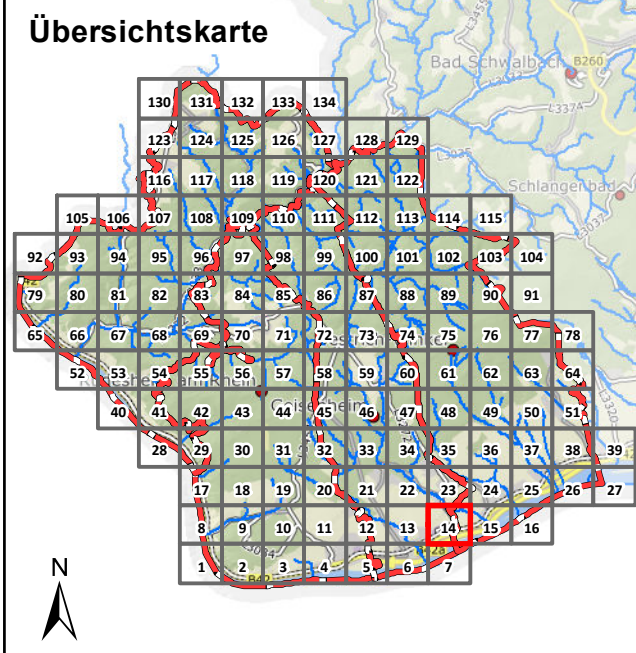 Übersichtskarte
Bad Schwalbach
B260
L3374
L3035
Schlangenbad
L3037
130 131 132 133 134
123 124 125 126 127 128 129
116 117 118 119 120 121 122
105 106 107 108 109 110 111 112 113 114 115
92 93 94 95 96 97 98 99 100 101 102 103 104
79 80 81 82 83 84 85 86 87 88 89 90 91
65 66 67 68 69 70 71 72 73 74 75 76 77 78
52 53 54 55 56 57 58 59 60 61 62 63 64
40 41 42 43 44 45 46 47 48 49 50 51
28 29 30 31 32 33 34 35 36 37 38 39
17 18 19 20 21 22 23 24 25 26 27
8 9 10 11 12 13 14 15 16
1 2 3 4 5 6 7
L3320
L3034
B42
B42a
N